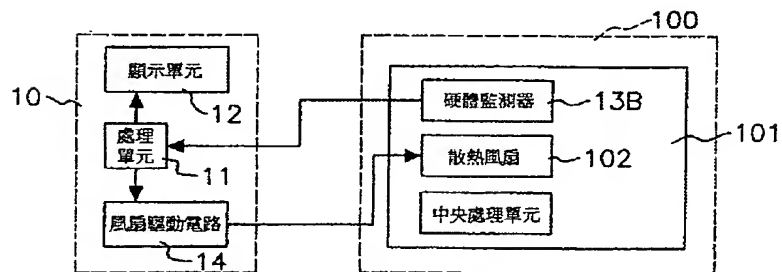 100
顯示單元
12
10
處理
單元
11
風扇驅動電路
14
硬體監測器
13B
101
散熱風扇
102
中央處理單元